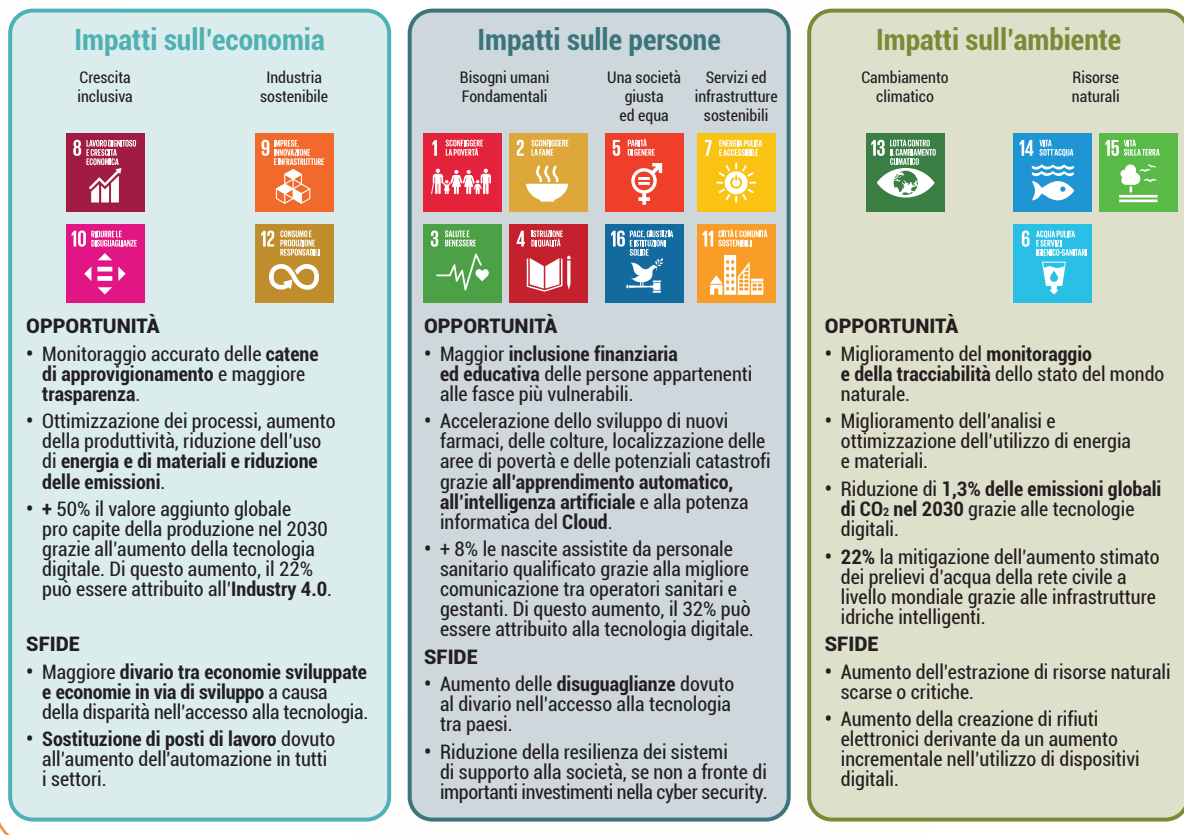 Impatti sull'economia
Crescita
inclusiva
Industria
sostenibile
8 LAVORO DIGNITOSO
E CRESCITA
ECONOMICA
9 IMPRESE,
INNOVAZIONE
E INFRASTRUTTURE
10 RIDURRE LE
DISUGUAGLIANZE
12 CONSUMO E
PRODUZIONE
RESPONSABILI
OPPORTUNITÀ
• Monitoraggio accurato delle catene
di approvigionamento e maggiore
trasparenza.
• Ottimizzazione dei processi, aumento
della produttività, riduzione dell'uso
di energia e di materiali e riduzione
delle emissioni.
• + 50% il valore aggiunto globale
pro capite della produzione nel 2030
grazie all'aumento della tecnologia
digitale. Di questo aumento, il 22%
può essere attribuito all'Industry 4.0.
SFIDE
• Maggiore divario tra economie sviluppate
e economie in via di sviluppo a causa
della disparità nell'accesso alla tecnologia.
• Sostituzione di posti di lavoro dovuto
all'aumento dell'automazione in tutti
i settori.
Impatti sulle persone
Bisogni umani
Fondamentali
Una società
giusta
ed equa
Servizi ed
infrastrutture
sostenibili
1 SCONFIGGERE
LA POVERTÀ
2 SCONFIGGERE
LA FAME
5 PARITÀ
DI GENERE
7 ENERGIA PULITA
E ACCESSIBILE
3 SALUTE E
BENESSERE
4 ISTRUZIONE
DI QUALITÀ
16 PACE, GIUSTIZIA
E ISTITUZIONI
SOLIDE
11 CITTÀ E COMUNITÀ
SOSTENIBILI
OPPORTUNITÀ
• Maggior inclusione finanziaria
ed educativa delle persone appartenenti
alle fasce più vulnerabili.
• Accelerazione dello sviluppo di nuovi
farmaci, delle colture, localizzazione delle
aree di povertà e delle potenziali catastrofi
grazie all'apprendimento automatico,
all'intelligenza artificiale e alla potenza
informatica del Cloud.
• + 8% le nascite assistite da personale
sanitario qualificato grazie alla migliore
comunicazione tra operatori sanitari e
gestanti. Di questo aumento, il 32% può
essere attribuito alla tecnologia digitale.
SFIDE
• Aumento delle disuguaglianze dovuto
al divario nell'accesso alla tecnologia
tra paesi.
• Riduzione della resilienza dei sistemi
di supporto alla società, se non a fronte di
importanti investimenti nella cyber security.
Impatti sull'ambiente
Cambiamento
climatico
Risorse
naturali
13 LOTTA CONTRO
IL CAMBIAMENTO
CLIMATICO
14 VITA
SOTT'ACQUA
15 VITA
SULLA TERRA
6 ACQUA PULITA
E SERVIZI
IGIENICO-SANITARI
OPPORTUNITÀ
• Miglioramento del monitoraggio
e della tracciabilità dello stato del mondo
naturale.
• Miglioramento dell'analisi e
ottimizzazione dell'utilizzo di energia
e materiali.
• Riduzione di 1,3% delle emissioni globali
di CO₂ nel 2030 grazie alle tecnologie
digitali.
• 22% la mitigazione dell'aumento stimato
dei prelievi d'acqua della rete civile a
livello mondiale grazie alle infrastrutture
idriche intelligenti.
SFIDE
• Aumento dell'estrazione di risorse naturali
scarse o critiche.
• Aumento della creazione di rifiuti
elettronici derivante da un aumento
incrementale nell'utilizzo di dispositivi
digitali.